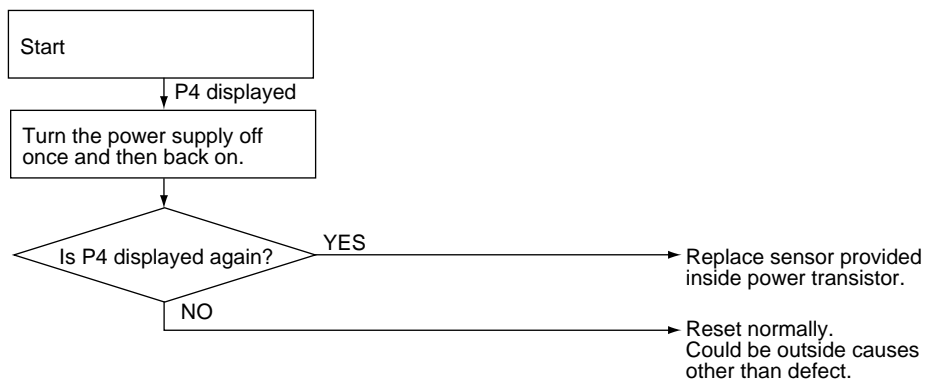 Start
P4 displayed
Turn the power supply off
once and then back on.
Is P4 displayed again?
YES
Replace sensor provided
inside power transistor.
NO
Reset normally.
Could be outside causes
other than defect.